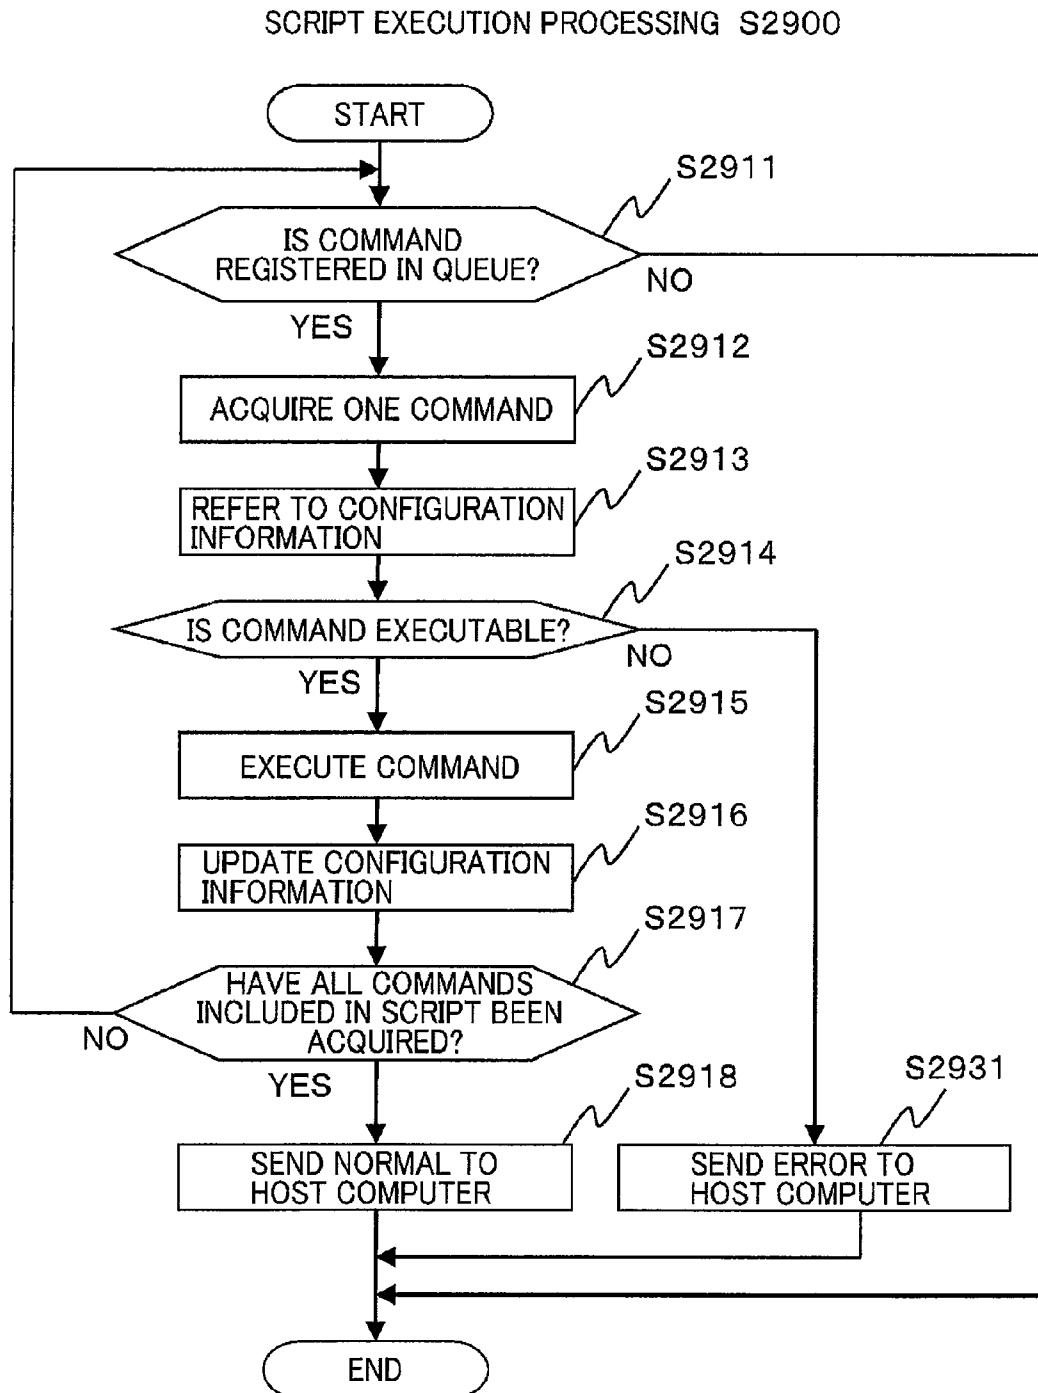 SCRIPT EXECUTION PROCESSING S2900
START
S2911
IS COMMAND
REGISTERED IN QUEUE?
NO
YES
S2912
ACQUIRE ONE COMMAND
S2913
REFER TO CONFIGURATION
INFORMATION
S2914
IS COMMAND EXECUTABLE?
NO
YES
S2915
EXECUTE COMMAND
S2916
UPDATE CONFIGURATION
INFORMATION
S2917
HAVE ALL COMMANDS
INCLUDED IN SCRIPT BEEN
ACQUIRED?
NO
YES
S2918
S2931
SEND NORMAL TO
HOST COMPUTER
SEND ERROR TO
HOST COMPUTER
END